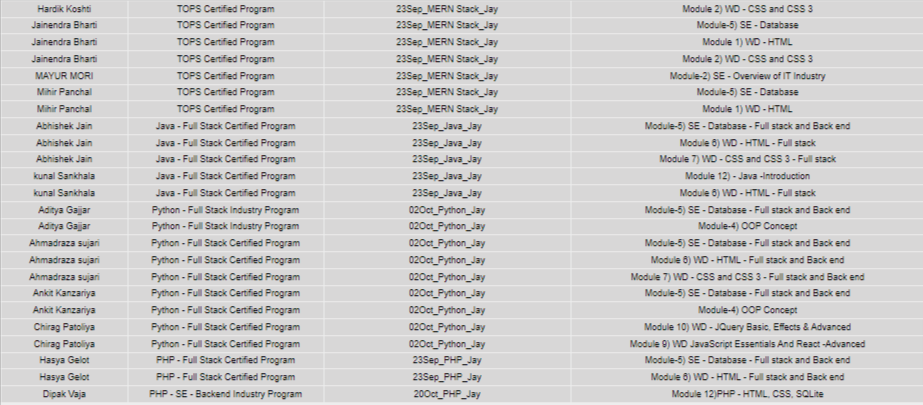 Hardik Koshti TOPS Certified Program 23Sep_MERN Stack_Jay Module 2) WD - CSS and CSS 3
Jainendra Bharti TOPS Certified Program 23Sep_MERN Stack_Jay Module-5) SE - Database
Jainendra Bharti TOPS Certified Program 23Sep_MERN Stack_Jay Module 1) WD - HTML
Jainendra Bharti TOPS Certified Program 23Sep_MERN Stack_Jay Module 2) WD - CSS and CSS 3
MAYUR MORI TOPS Certified Program 23Sep_MERN Stack_Jay Module-2) SE - Overview of IT Industry
Mihir Panchal TOPS Certified Program 23Sep_MERN Stack_Jay Module-5) SE - Database
Mihir Panchal TOPS Certified Program 23Sep_MERN Stack_Jay Module 1) WD - HTML
Abhishek Jain Java - Full Stack Certified Program 23Sep_Java_Jay Module-5) SE - Database - Full stack and Back end
Abhishek Jain Java - Full Stack Certified Program 23Sep_Java_Jay Module 6) WD - HTML - Full stack
Abhishek Jain Java - Full Stack Certified Program 23Sep_Java_Jay Module 7) WD - CSS and CSS 3 - Full stack
kunal Sankhala Java - Full Stack Certified Program 23Sep_Java_Jay Module 12) - Java -Introduction
kunal Sankhala Java - Full Stack Certified Program 23Sep_Java_Jay Module 6) WD - HTML - Full stack
Aditya Gajjar Python - Full Stack Industry Program 02Oct_Python_Jay Module-5) SE - Database - Full stack and Back end
Aditya Gajjar Python - Full Stack Industry Program 02Oct_Python_Jay Module-4) OOP Concept
Ahmadraza sujari Python - Full Stack Certified Program 02Oct_Python_Jay Module-5) SE - Database - Full stack and Back end
Ahmadraza sujari Python - Full Stack Certified Program 02Oct_Python_Jay Module 6) WD - HTML - Full stack and Back end
Ahmadraza sujari Python - Full Stack Certified Program 02Oct_Python_Jay Module 7) WD - CSS and CSS 3 - Full stack and Back end
Ankit Kanzariya Python - Full Stack Certified Program 02Oct_Python_Jay Module-5) SE - Database - Full stack and Back end
Ankit Kanzariya Python - Full Stack Certified Program 02Oct_Python_Jay Module-4) OOP Concept
Chirag Patoliya Python - Full Stack Certified Program 02Oct_Python_Jay Module 10) WD - JQuery Basic, Effects & Advanced
Chirag Patoliya Python - Full Stack Certified Program 02Oct_Python_Jay Module 9) WD JavaScript Essentials And React -Advanced
Hasya Gelot PHP - Full Stack Certified Program 23Sep_PHP_Jay Module-5) SE - Database - Full stack and Back end
Hasya Gelot PHP - Full Stack Certified Program 23Sep_PHP_Jay Module 6) WD - HTML - Full stack and Back end
Dipak Vaja PHP - SE - Backend Industry Program 20Oct_PHP_Jay Module 12)PHP - HTML, CSS, SQLite